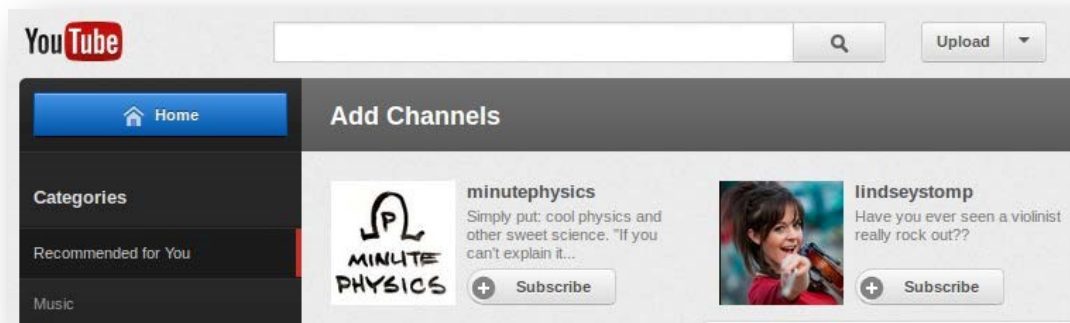 YouTube
Upload
Home
Add Channels
Categories
Recommended for You
Music
P
MINUTE
PHYSICS
minutephysics
Simply put: cool physics and
other sweet science. "If you
can't explain it...
Subscribe
lindseystomp
Have you ever seen a violinist
really rock out??
Subscribe